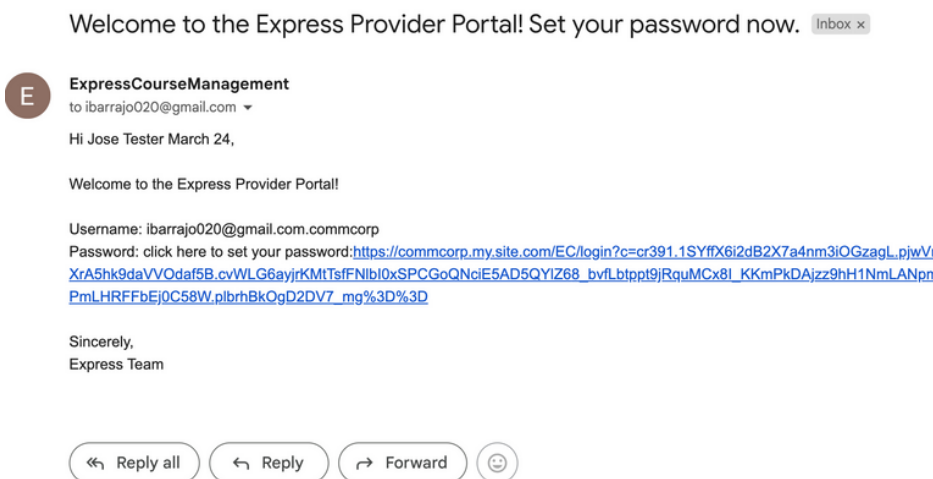 Welcome to the Express Provider Portal! Set your password now. Inbox x
E
ExpressCourseManagement
to ibarrajo020@gmail.com
Hi Jose Tester March 24,
Welcome to the Express Provider Portal!
Username: ibarrajo020@gmail.com.commcorp
Password: click here to set your password:https://commcorp.my.site.com/EC/login?c=cr391.1SYffX6i2dB2X7a4nm3iOGzagL.pjwV
XrA5hk9daVVOdaf5B.cvWLG6ayjrKMtTsfFNlbI0xSPCGoQNciE5AD5QYlZ68_bvfLbtppt9jRquMCx8I_KKmPkDAjzz9hH1NmLANp
PmLHRFFbEj0C58W.plbrhBkOgD2DV7_mg%3D%3D
Sincerely,
Express Team
Reply all Reply Forward